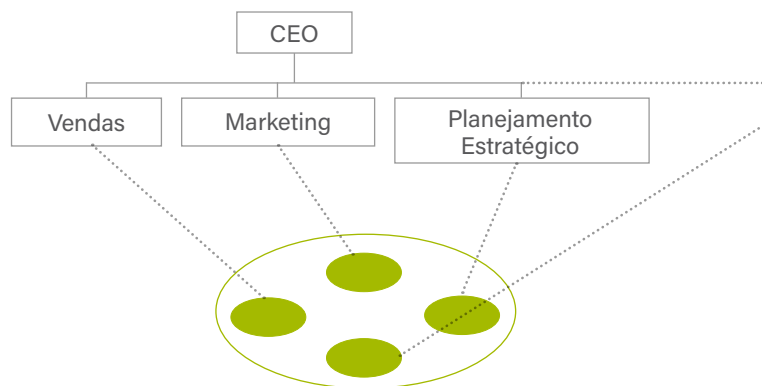 CEO
Vendas
Marketing
Planejamento
Estratégico